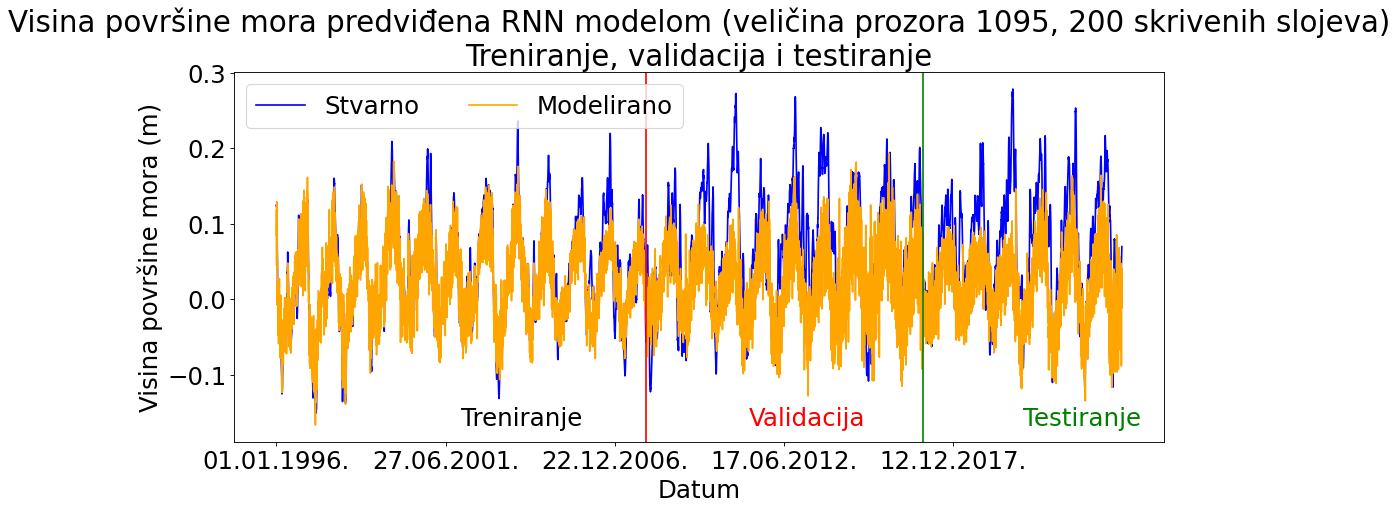 Visina površine mora predviđena RNN modelom (veličina prozora 1095, 200 skrivenih slojeva)
Treniranje, validacija i testiranje
Stvarno Modelirano
Visina površine mora (m)
0.3
0.2
0.1
0.0
−0.1
Treniranje Validacija Testiranje
01.01.1996. 27.06.2001. 22.12.2006. 17.06.2012. 12.12.2017.
Datum